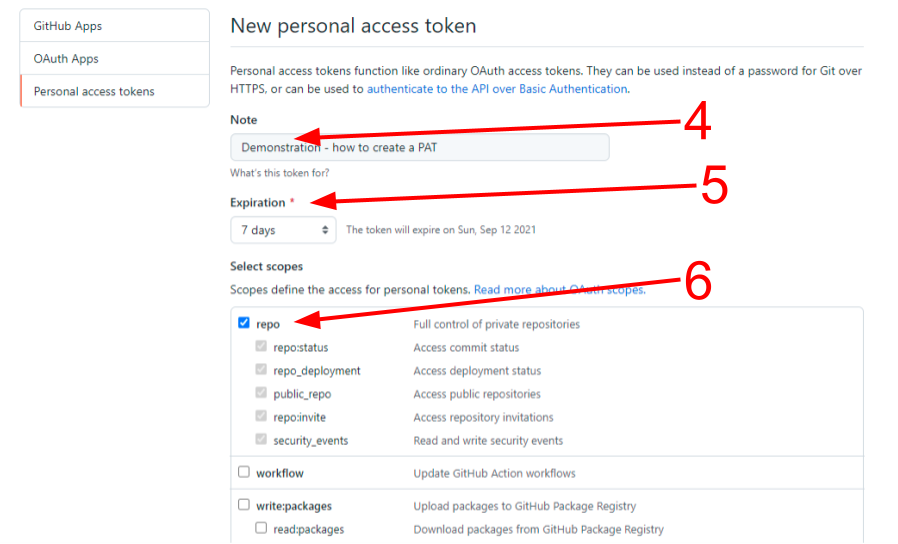 GitHub Apps
OAuth Apps
Personal access tokens
New personal access token
Personal access tokens function like ordinary OAuth access tokens. They can be used instead of a password for Git over
HTTPS, or can be used to authenticate to the API over Basic Authentication.
Note
4
Demonstration - how to create a PAT
What's this token for?
5
Expiration *
7 days The token will expire on Sun, Sep 12 2021
Select scopes
Scopes define the access for personal tokens. Read more about OAuth scopes.
6
repo Full control of private repositories
repo:status Access commit status
repo_deployment Access deployment status
public_repo Access public repositories
repo:invite Access repository invitations
security_events Read and write security events
workflow Update GitHub Action workflows
write:packages Upload packages to GitHub Package Registry
read:packages Download packages from GitHub Package Registry